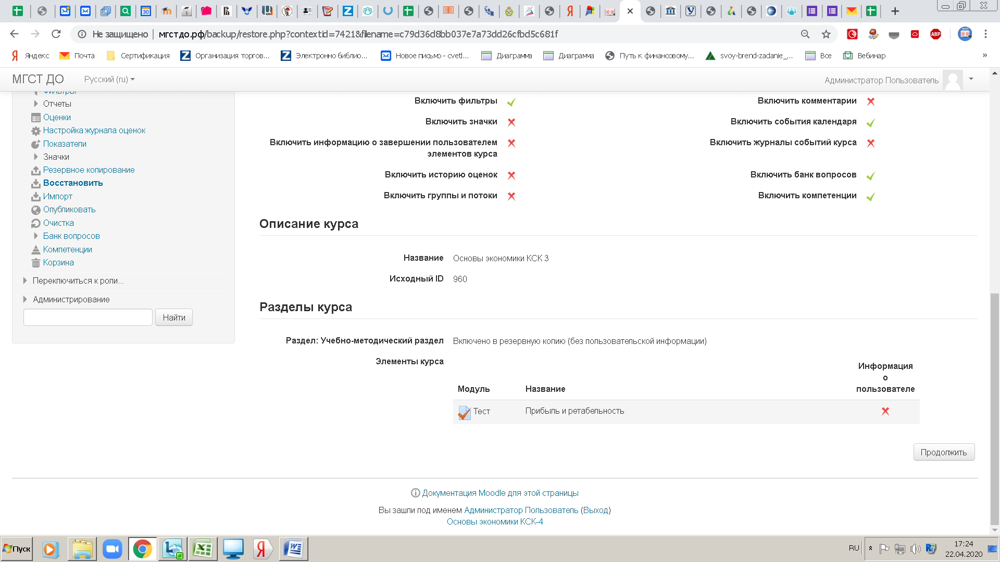 Не защищено | мгстдо.рф/backup/restore.php?contextid=7421&filename=c79d36d8bb037e7a73dd26cfbd5c681f
Яндекс Почта Сертификация Организация торгов... Электронно библио... Новое письмо - cvetl... Диаграмма Диаграмма Путь к финансовому... svoy-brend-zadanie_... Все Вебинар »
МГСТ ДО Русский (ru) Администратор Пользователь
Фильтры
Отчеты
Оценки
Настройка журнала оценок
Показатели
Значки
Резервное копирование
Восстановить
Импорт
Опубликовать
Очистка
Банк вопросов
Компетенции
Корзина
Переключиться к роли...
Администрирование
Найти
Включить фильтры Включить комментарии
Включить значки Включить события календаря
Включить информацию о завершении пользователем Включить журналы событий курса
элементов курса
Включить историю оценок Включить банк вопросов
Включить группы и потоки Включить компетенции
Описание курса
Название Основы экономики КСК 3
Исходный ID 960
Разделы курса
Раздел: Учебно-методический раздел Включено в резервную копию (без пользовательской информации)
Элементы курса
Информация
о
пользователе
Модуль Название
Тест Прибыль и ретабельность
Продолжить
Документация Moodle для этой страницы
Вы зашли под именем Администратор Пользователь (Выход)
Основы экономики КСК-4
Пуск RU 17:24
22.04.2020